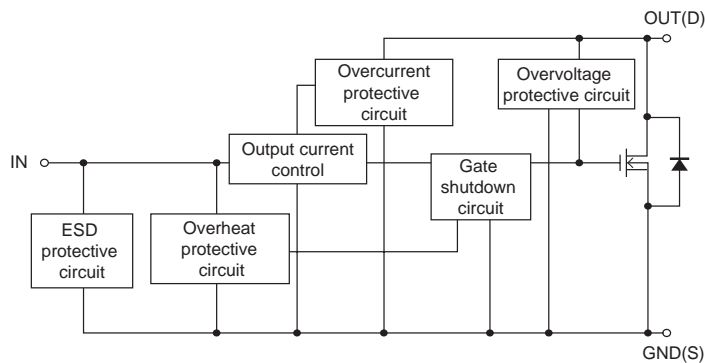 OUT(D)
Overcurrent
protective
circuit
Overvoltage
protective circuit
IN
Output current
control
Gate
shutdown
circuit
ESD
protective
circuit
Overheat
protective
circuit
GND(S)